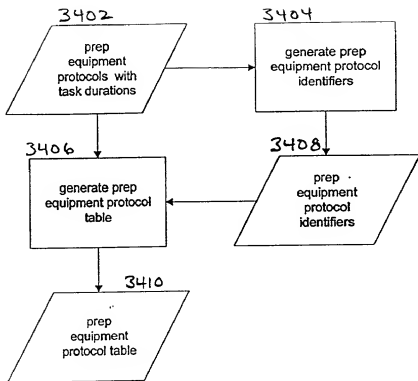 3402
prep
equipment
protocols with
task durations
3404
generate prep
equipment protocol
identifiers
3406
generate prep
equipment protocol
table
3408
prep
equipment
protocol
identifiers
3410
prep
equipment
protocol table